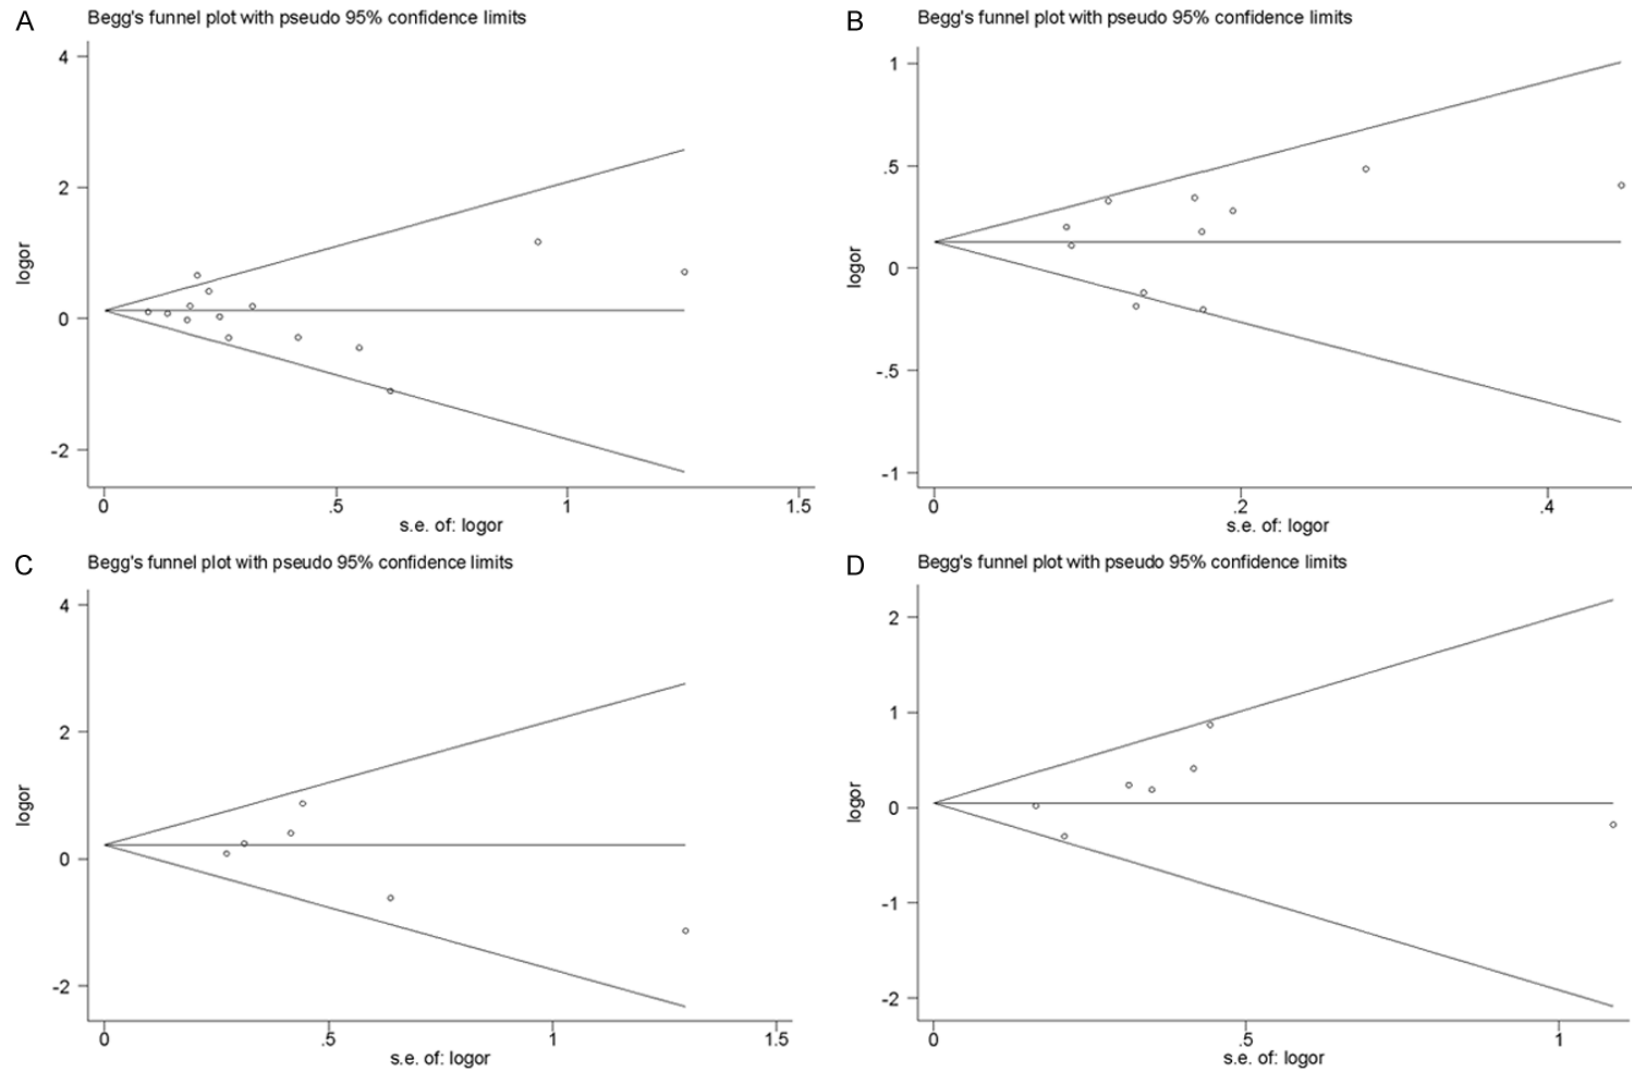 A
Begg's funnel plot with pseudo 95% confidence limits
4
2
0
-2
logor
0
.5
1
1.5
s.e. of: logor
B
Begg's funnel plot with pseudo 95% confidence limits
1
.5
0
-.5
-1
logor
0
.2
.4
s.e. of: logor
C
Begg's funnel plot with pseudo 95% confidence limits
4
2
0
-2
logor
0
.5
1
1.5
s.e. of: logor
D
Begg's funnel plot with pseudo 95% confidence limits
2
1
0
-1
-2
logor
0
.5
1
s.e. of: logor